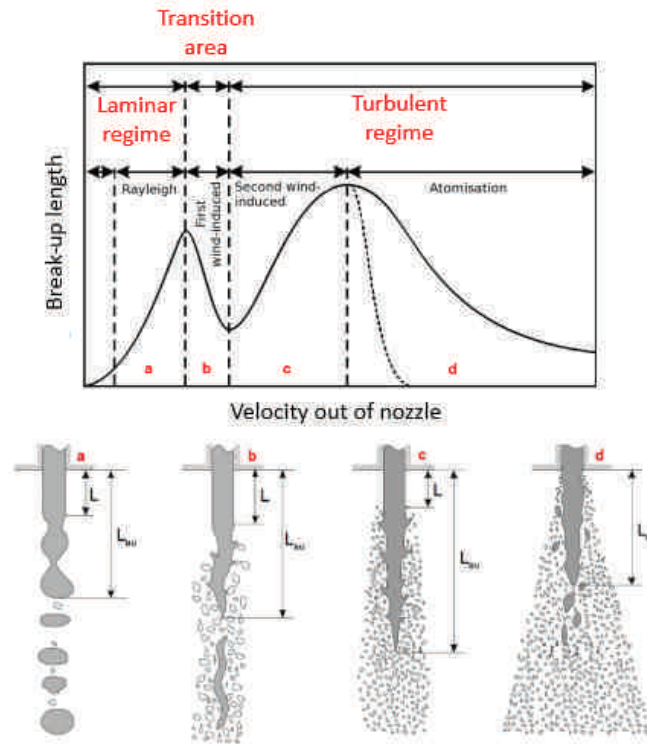 Transition
area
Laminar
regime
Turbulent
regime
Break-up length
Rayleigh
First
wind-induced
Second wind-
induced
Atomisation
a
b
c
d
Velocity out of nozzle
a
b
c
d
L
L
L
L_BU
L_BU
L_BU